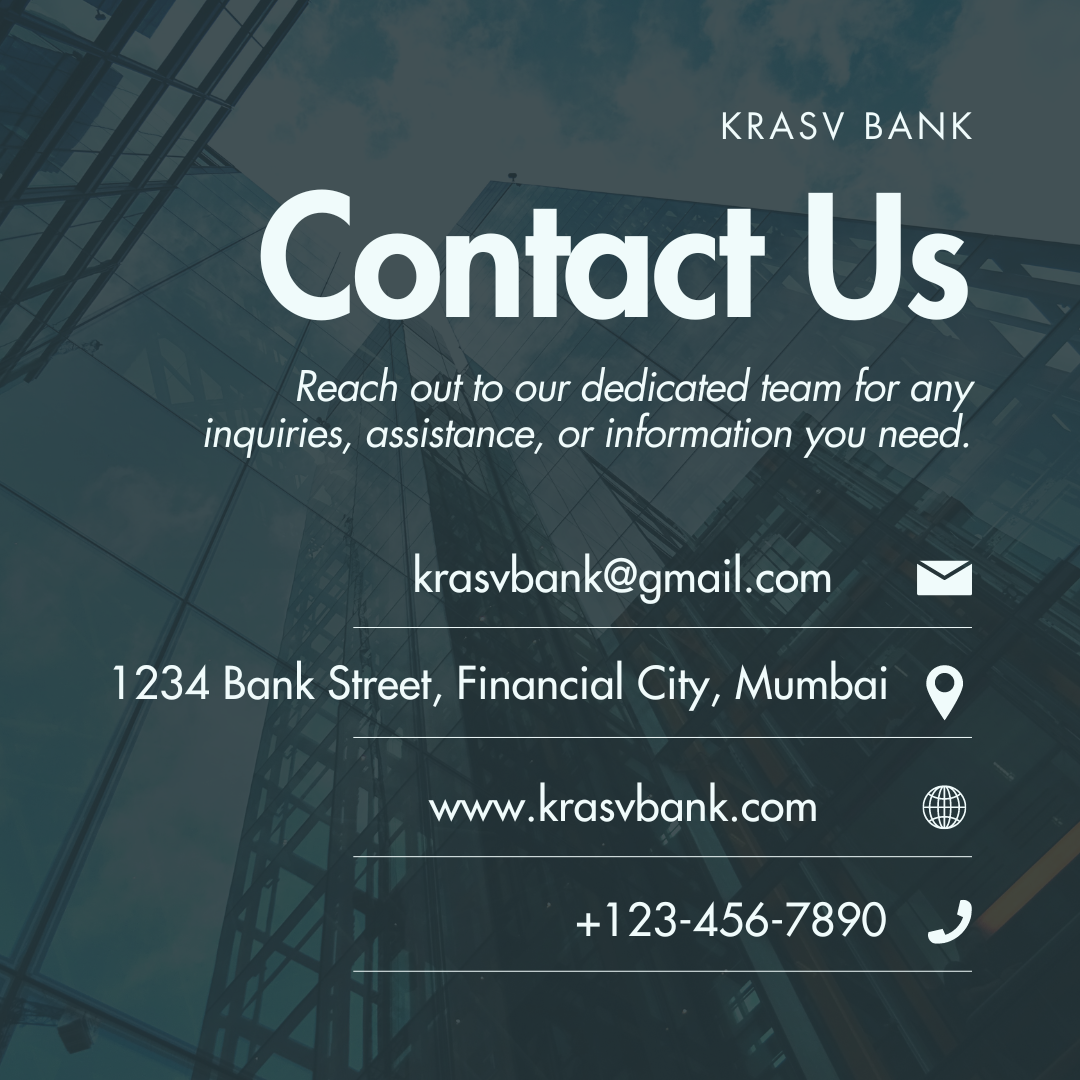 KRASV BANK
Contact Us
Reach out to our dedicated team for any
inquiries, assistance, or information you need.
krasvbank@gmail.com
1234 Bank Street, Financial City, Mumbai
www.krasvbank.com
+123-456-7890